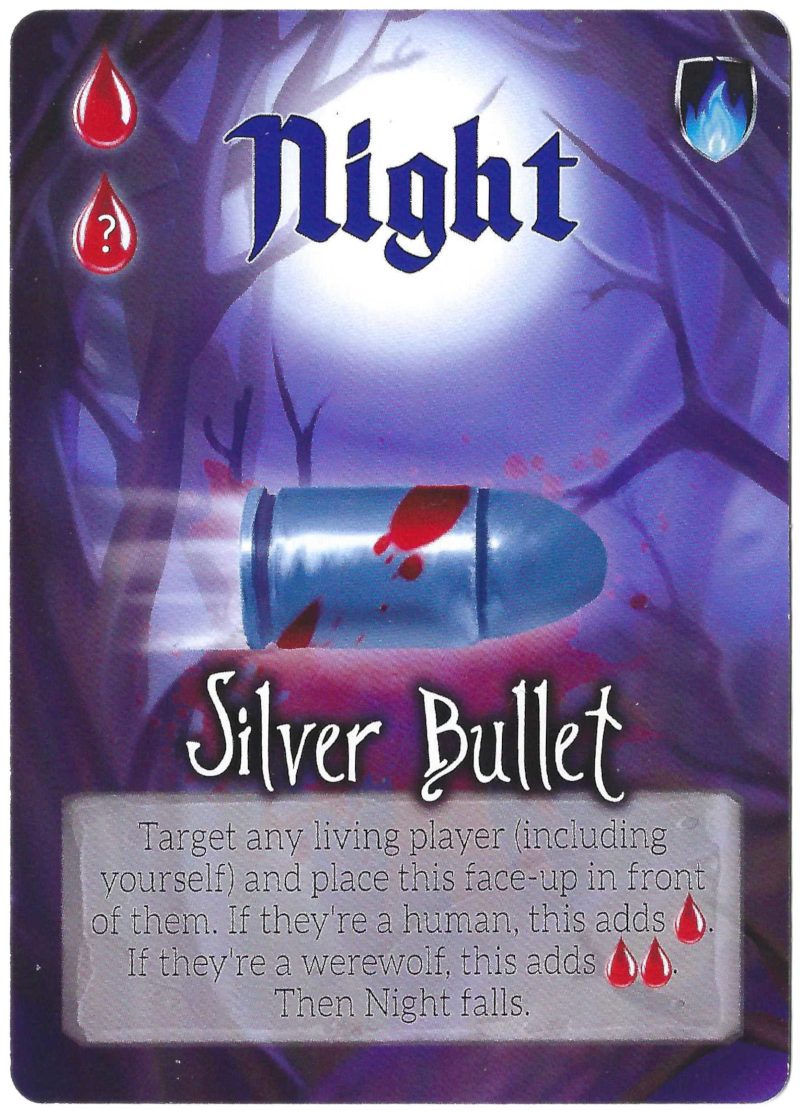 Night
?
Silver Bullet
Target any living player (including
yourself) and place this face-up in front
of them. If they're a human, this adds .
If they're a werewolf, this adds .
Then Night falls.